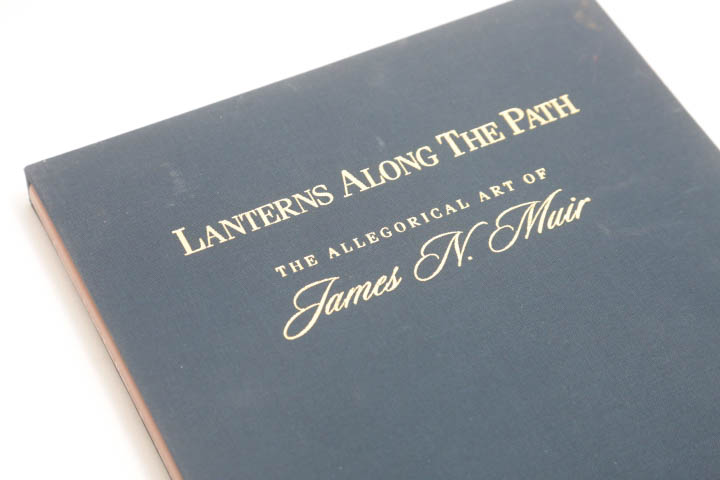 LANTERNS ALONG THE PATH
THE ALLEGORICAL ART OF
James N. Muir